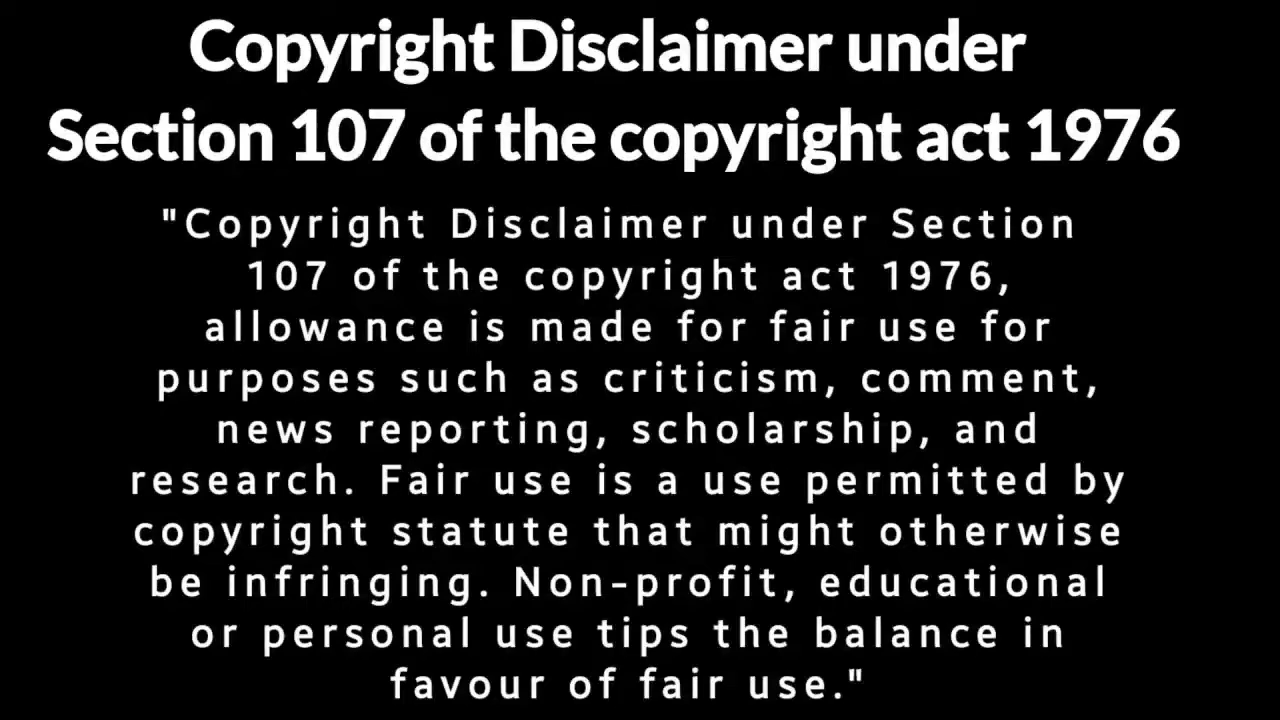 Copyright Disclaimer under
Section 107 of the copyright act 1976
"Copyright Disclaimer under Section
107 of the copyright act 1976,
allowance is made for fair use for
purposes such as criticism, comment,
news reporting, scholarship, and
research. Fair use is a use permitted by
copyright statute that might otherwise
be infringing. Non-profit, educational
or personal use tips the balance in
favour of fair use."